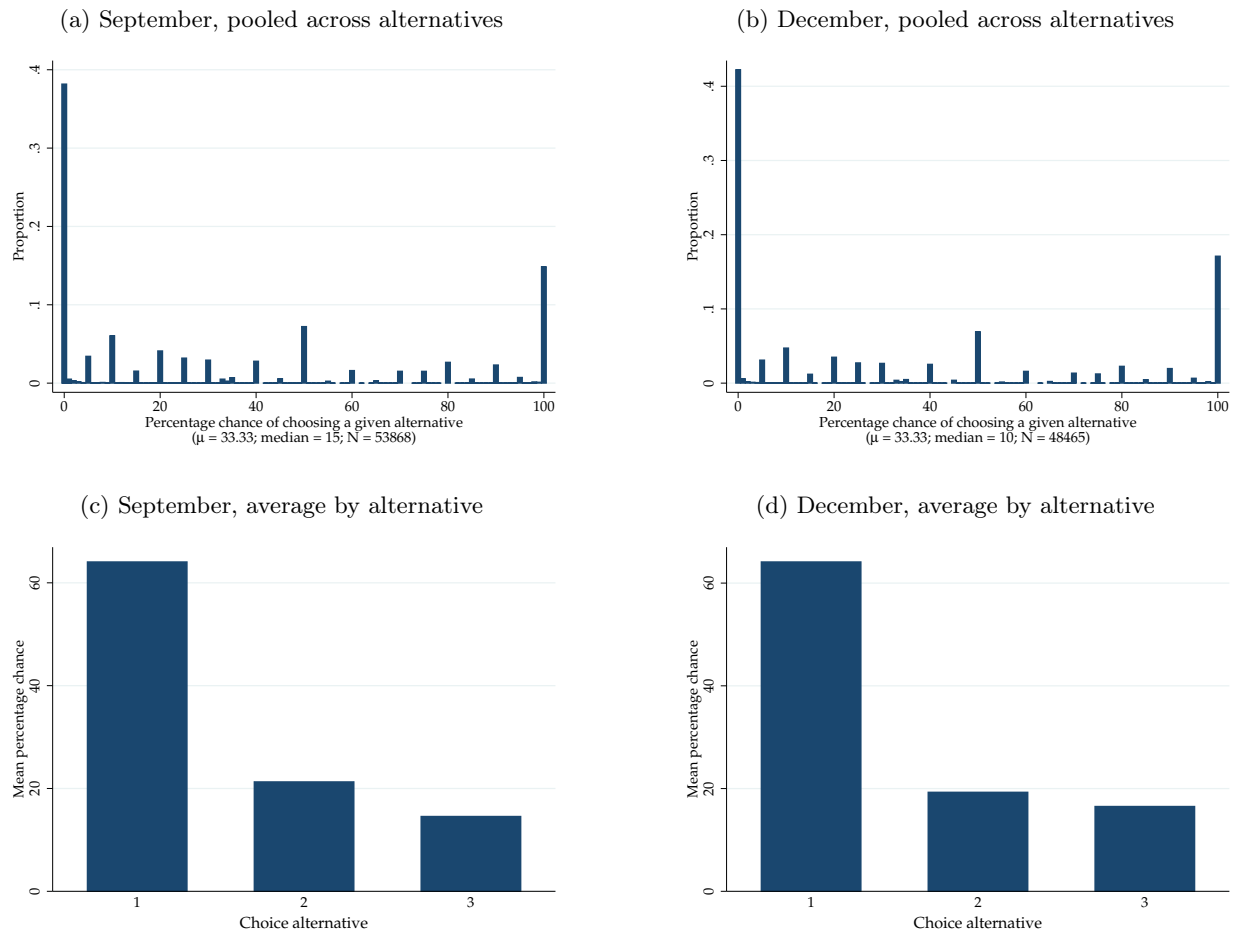 (a) September, pooled across alternatives
.4
.3
.2
.1
0
Proportion
0 20 40 60 80 100
Percentage chance of choosing a given alternative
(μ = 33.33; median = 15; N = 53868)
(b) December, pooled across alternatives
.4
.3
.2
.1
0
Proportion
0 20 40 60 80 100
Percentage chance of choosing a given alternative
(μ = 33.33; median = 10; N = 48465)
(c) September, average by alternative
60
40
20
0
Mean percentage chance
1 2 3
Choice alternative
(d) December, average by alternative
60
40
20
0
Mean percentage chance
1 2 3
Choice alternative